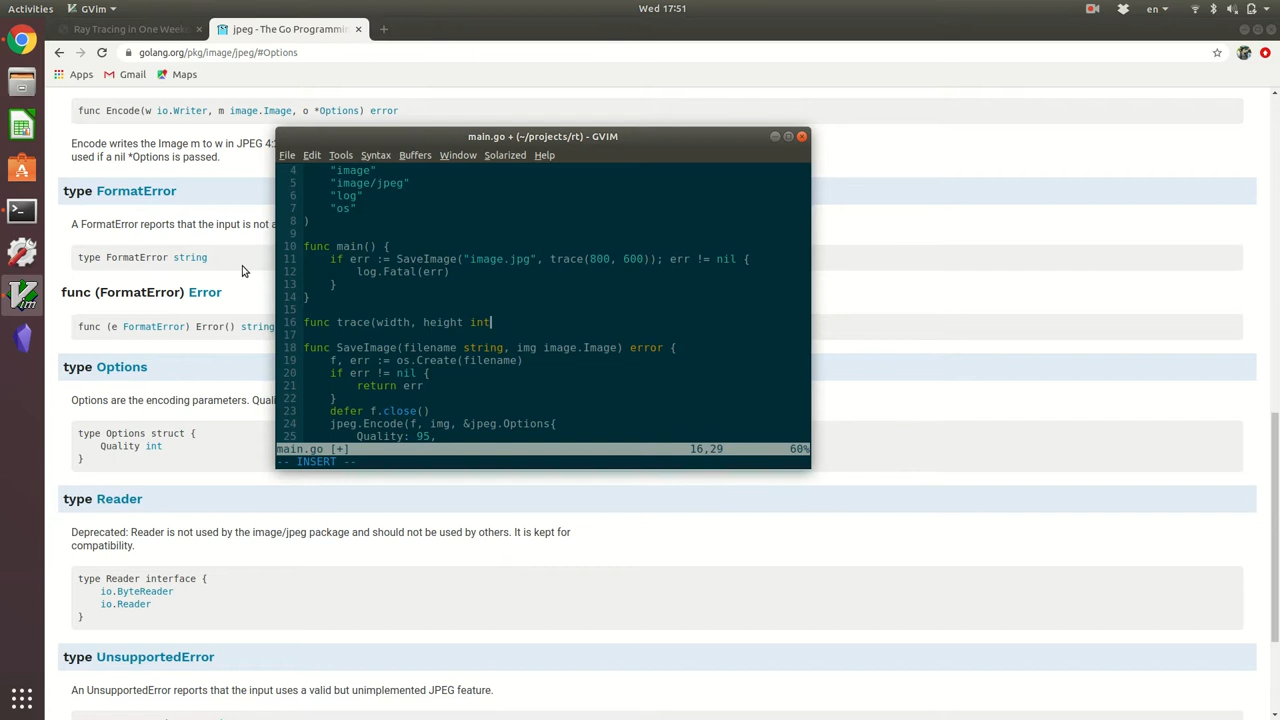 Activities
GVim
Wed 17:51
en
Ray Tracing in One Weeke
jpeg - The Go Programmin
golang.org/pkg/image/jpeg/#Options
Apps
Gmail
Maps
func Encode(w io.Writer, m image.Image, o *Options) error
Encode writes the Image m to w in JPEG 4:2
used if a nil *Options is passed.
type FormatError
A FormatError reports that the input is not a
type FormatError string
func (FormatError) Error
func (e FormatError) Error() string
type Options
Options are the encoding parameters. Quali
type Options struct {
Quality int
}
type Reader
Deprecated: Reader is not used by the image/jpeg package and should not be used by others. It is kept for
compatibility.
type Reader interface {
io.ByteReader
io.Reader
}
type UnsupportedError
An UnsupportedError reports that the input uses a valid but unimplemented JPEG feature.
main.go + (~/projects/rt) - GVIM
File Edit Tools Syntax Buffers Window Solarized Help
4 "image"
5 "image/jpeg"
6 "log"
7 "os"
8 )
9
10 func main() {
11 if err := SaveImage("image.jpg", trace(800, 600)); err != nil {
12 log.Fatal(err)
13 }
14 }
15
16 func trace(width, height int
17
18 func SaveImage(filename string, img image.Image) error {
19 f, err := os.Create(filename)
20 if err != nil {
21 return err
22 }
23 defer f.close()
24 jpeg.Encode(f, img, &jpeg.Options{
25 Quality: 95,
main.go [+] 16,29 60%
-- INSERT --